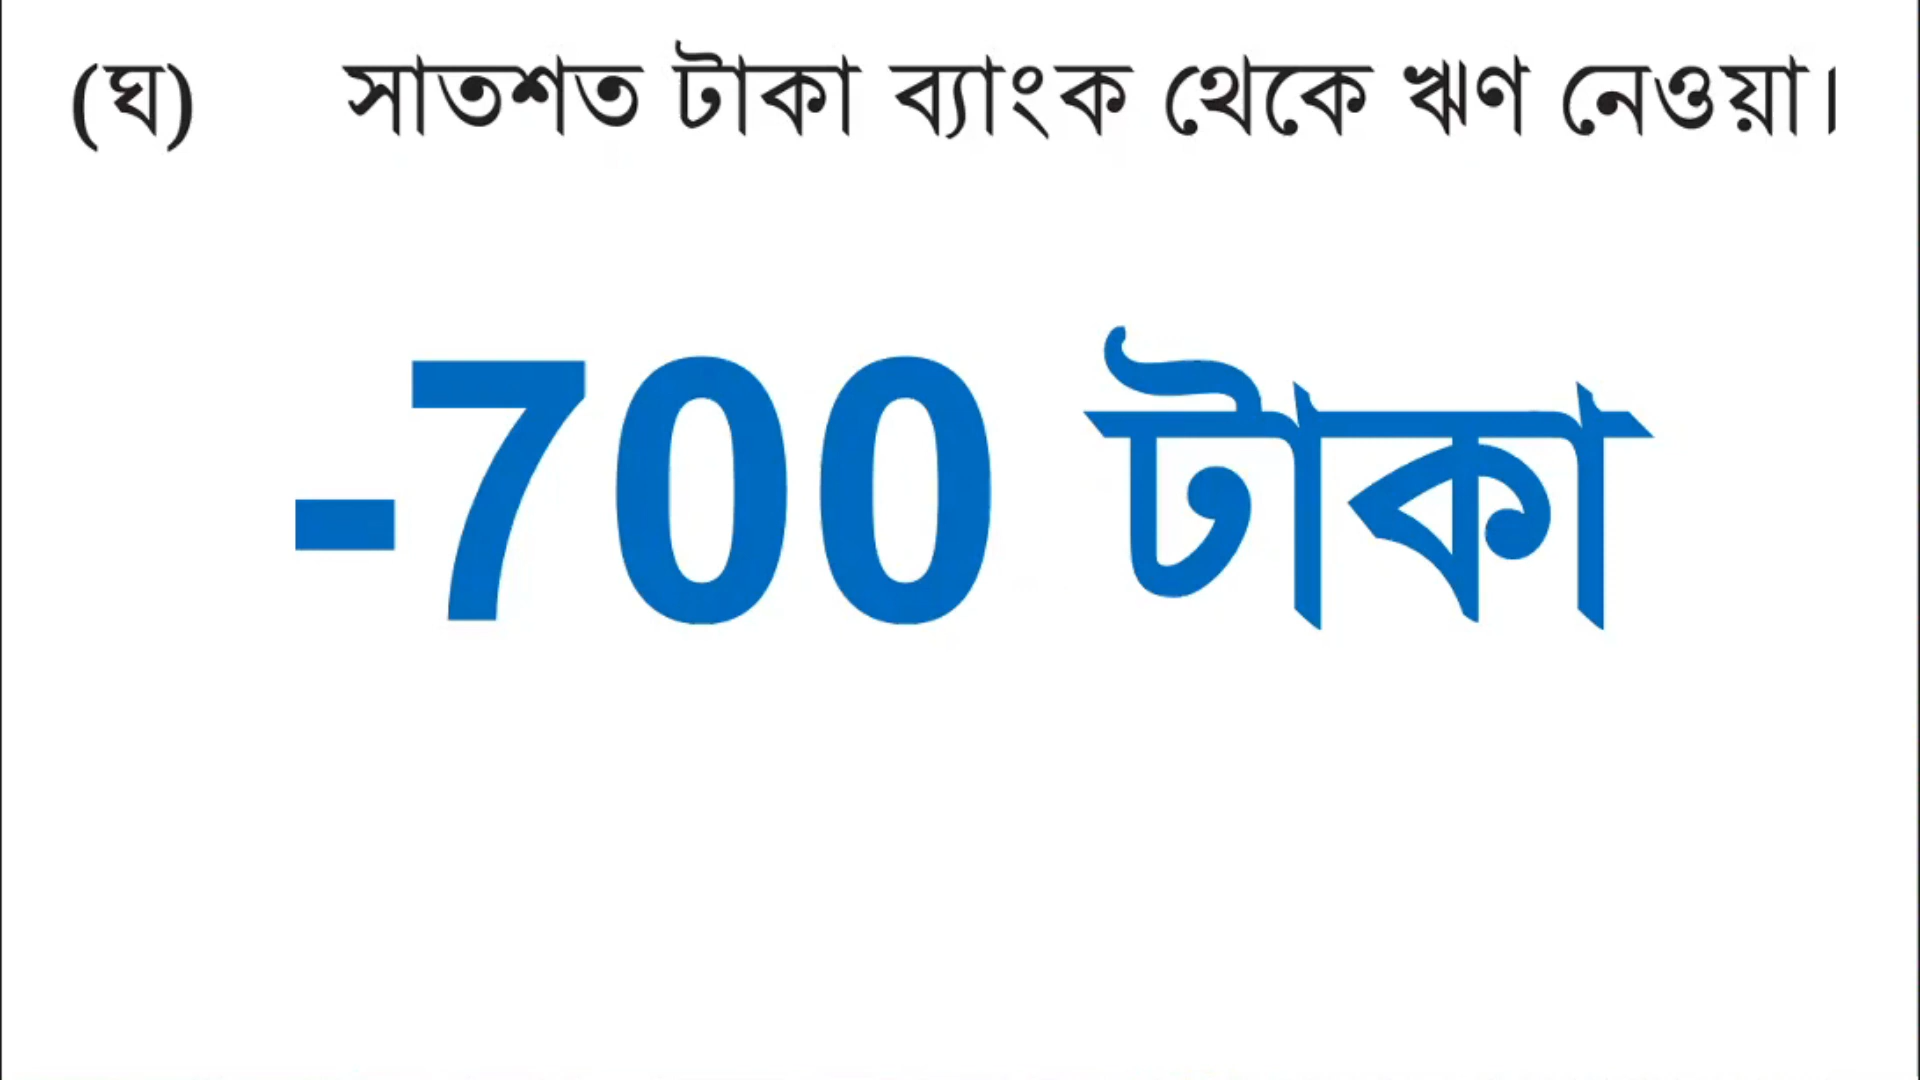 (ঘ) সাতশত টাকা ব্যাংক থেকে ঋণ নেওয়া।
-700 টাকা